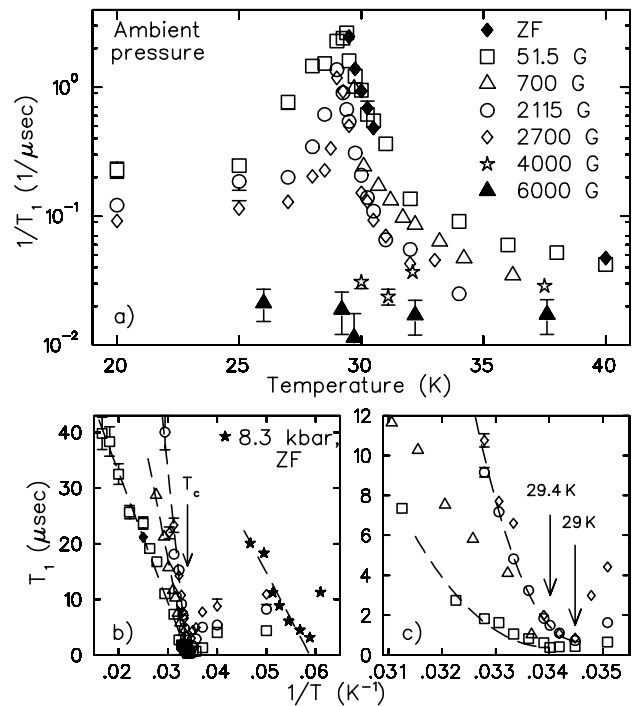 Ambient
pressure
ZF
51.5 G
700 G
2115 G
2700 G
4000 G
6000 G
1/T₁ (1/μsec)
10⁰
10⁻¹
10⁻²
a)
20 25 30 35 40
Temperature (K)
T₁ (μsec)
40
30
20
10
0
8.3 kbar,
ZF
T_c
b)
.02 .03 .04 .05 .06
1/T (K⁻¹)
12
10
8
6
4
2
0
29.4 K
29 K
c)
.031 .032 .033 .034 .035